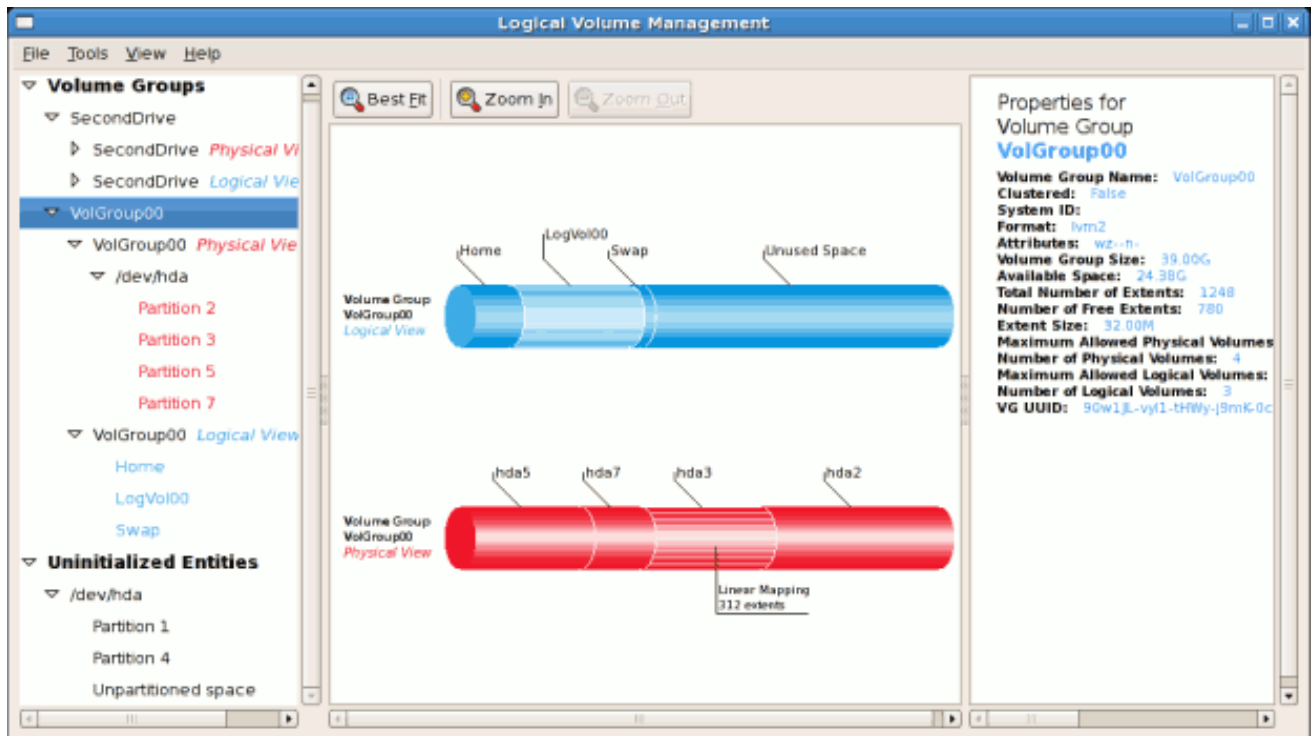 Logical Volume Management
File Tools View Help
Volume Groups
SecondDrive
SecondDrive Physical Vi
SecondDrive Logical Vie
VolGroup00
VolGroup00 Physical Vie
/dev/hda
Partition 2
Partition 3
Partition 5
Partition 7
VolGroup00 Logical View
Home
LogVol00
Swap
Uninitialized Entities
/dev/hda
Partition 1
Partition 4
Unpartitioned space
Best Fit Zoom In Zoom Out
Home LogVol00 Swap Unused Space
Volume Group
VolGroup00
Logical View
hda5 hda7 hda3 hda2
Volume Group
VolGroup00
Physical View
Linear Mapping
312 extents
Properties for
Volume Group
VolGroup00
Volume Group Name: VolGroup00
Clustered: False
System ID:
Format: lvm2
Attributes: wz--n-
Volume Group Size: 39.00G
Available Space: 24.38G
Total Number of Extents: 1248
Number of Free Extents: 780
Extent Size: 32.00M
Maximum Allowed Physical Volumes
Number of Physical Volumes: 4
Maximum Allowed Logical Volumes:
Number of Logical Volumes: 3
VG UUID: 90w1JL-vyl1-tHWy-j9mK-0c